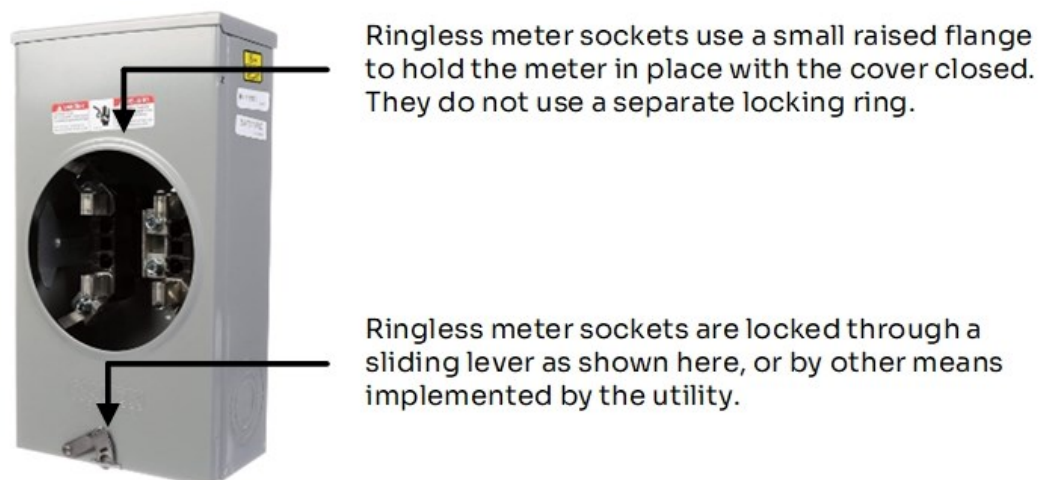 Ringless meter sockets use a small raised flange
to hold the meter in place with the cover closed.
They do not use a separate locking ring.
Ringless meter sockets are locked through a
sliding lever as shown here, or by other means
implemented by the utility.